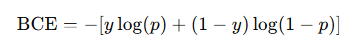 BCE = −[y log(p) + (1 − y) log(1 − p)]